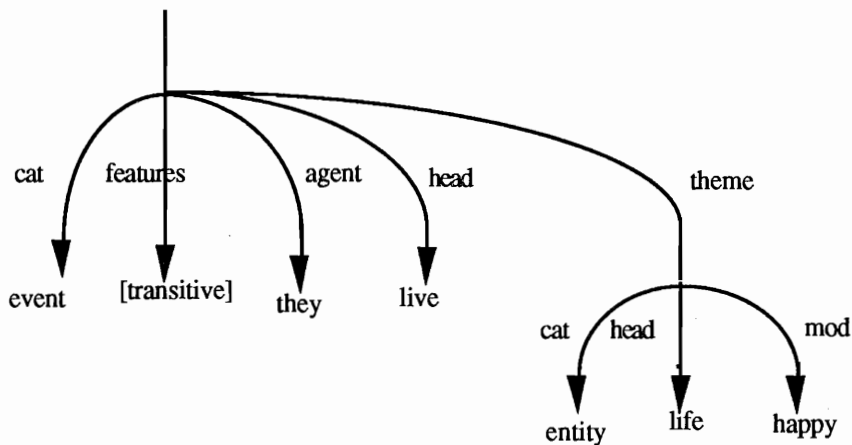 cat features agent head theme
event [transitive] they live
cat head mod
entity life happy